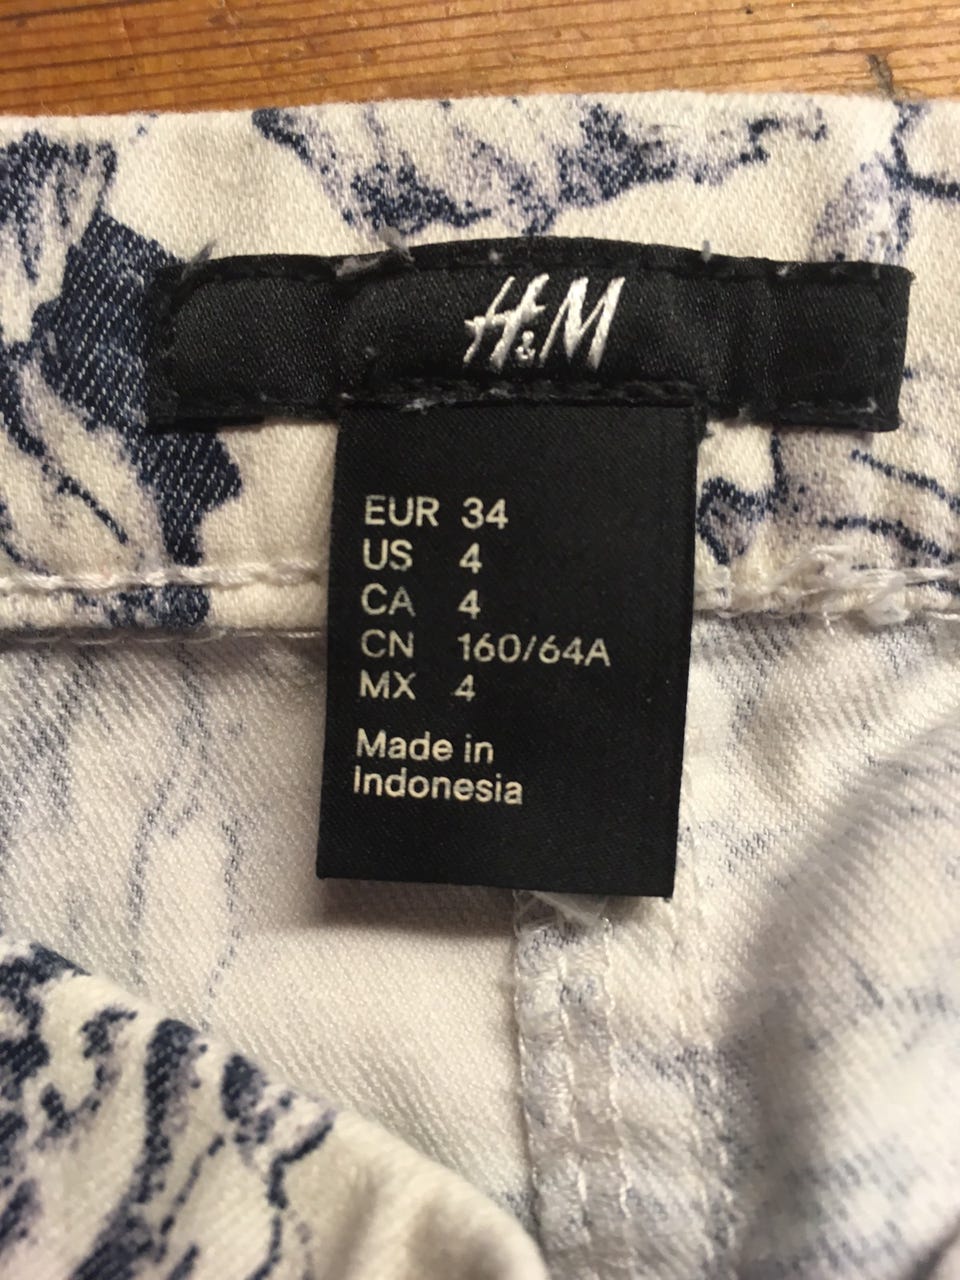 H&M
EUR 34
US 4
CA 4
CN 160/64A
MX 4
Made in
Indonesia